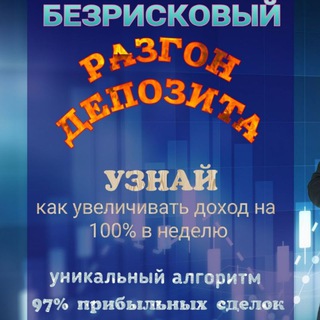 БЕЗРИСКОВЫЙ
РАЗГОН
ДЕПОЗИТА
УЗНАЙ
как увеличивать доход на
100% в неделю
уникальный алгоритм
97% прибыльных сделок